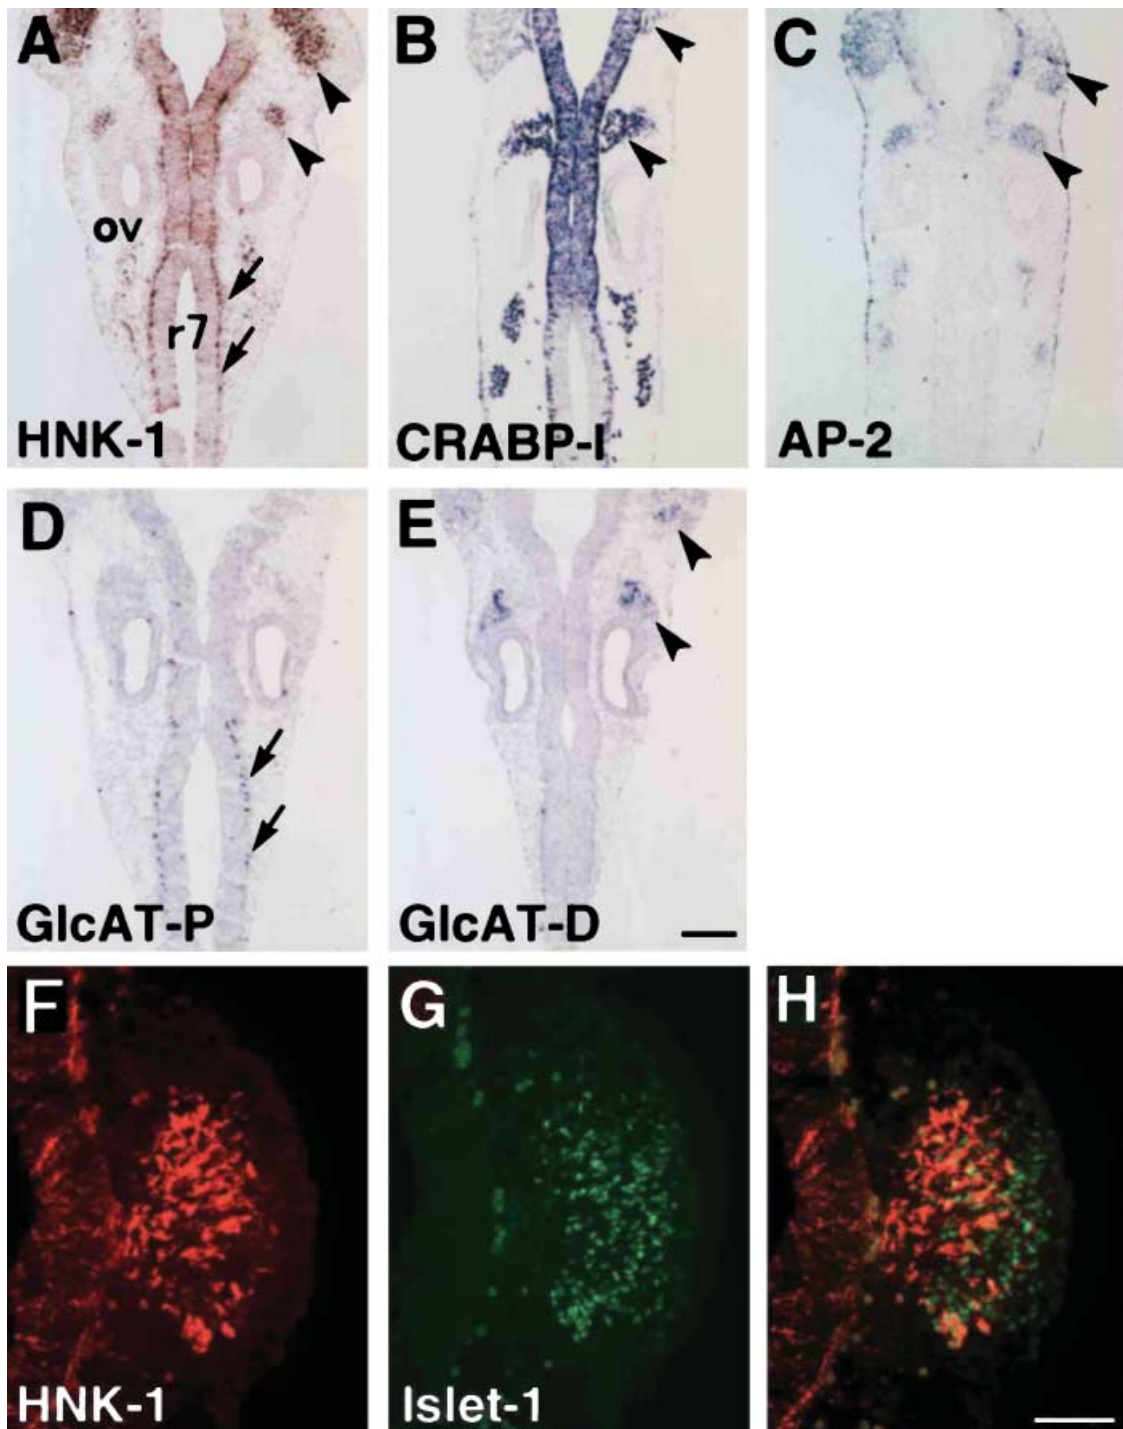 A
B
C
ov
r7
HNK-1
CRABP-I
AP-2
D
E
GlcAT-P
GlcAT-D
F
G
H
HNK-1
Islet-1